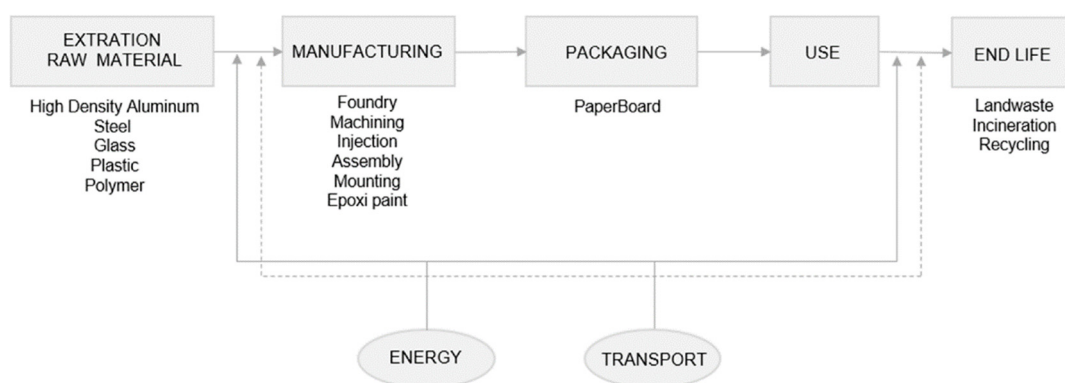 EXTRATION
RAW MATERIAL
MANUFACTURING
PACKAGING
USE
END LIFE
High Density Aluminum
Steel
Glass
Plastic
Polymer
Foundry
Machining
Injection
Assembly
Mounting
Epoxi paint
PaperBoard
Landwaste
Incineration
Recycling
ENERGY
TRANSPORT